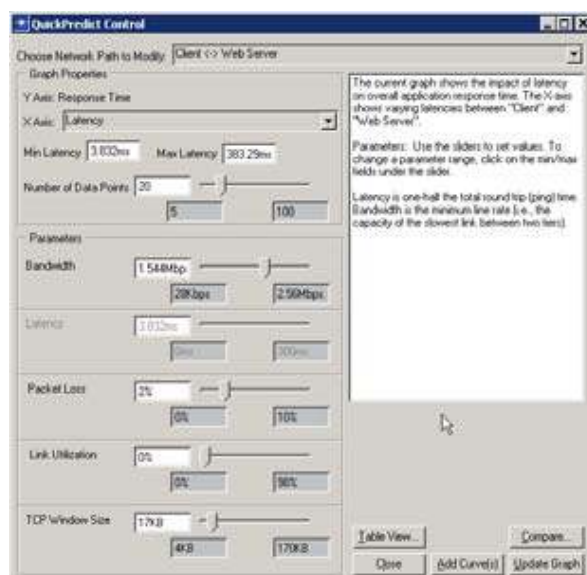 QuickPredict Control
Choose Network Path to Modify: Client <-> Web Server
Graph Properties
Y Axis: Response Time
X Axis: Latency
Min Latency 3.832ms Max Latency 383.29ms
Number of Data Points 20
5 100
Parameters
Bandwidth 1.544Mbp
28Kbps 2.56Mbps
Latency 3.832ms
0ms 300ms
Packet Loss 2%
0% 10%
Link Utilization 0%
0% 98%
TCP Window Size 17KB
4KB 170KB
The current graph shows the impact of latency
on overall application response time. The X-axis
shows varying latencies between "Client" and
"Web Server".
Parameters: Use the sliders to set values. To
change a parameter range, click on the min/max
fields under the slider.
Latency is one-half the total round trip (ping) time.
Bandwidth is the minimum line rate (i.e., the
capacity of the slowest link between two tiers).
Table View... Compare...
Close Add Curve(s) Update Graph